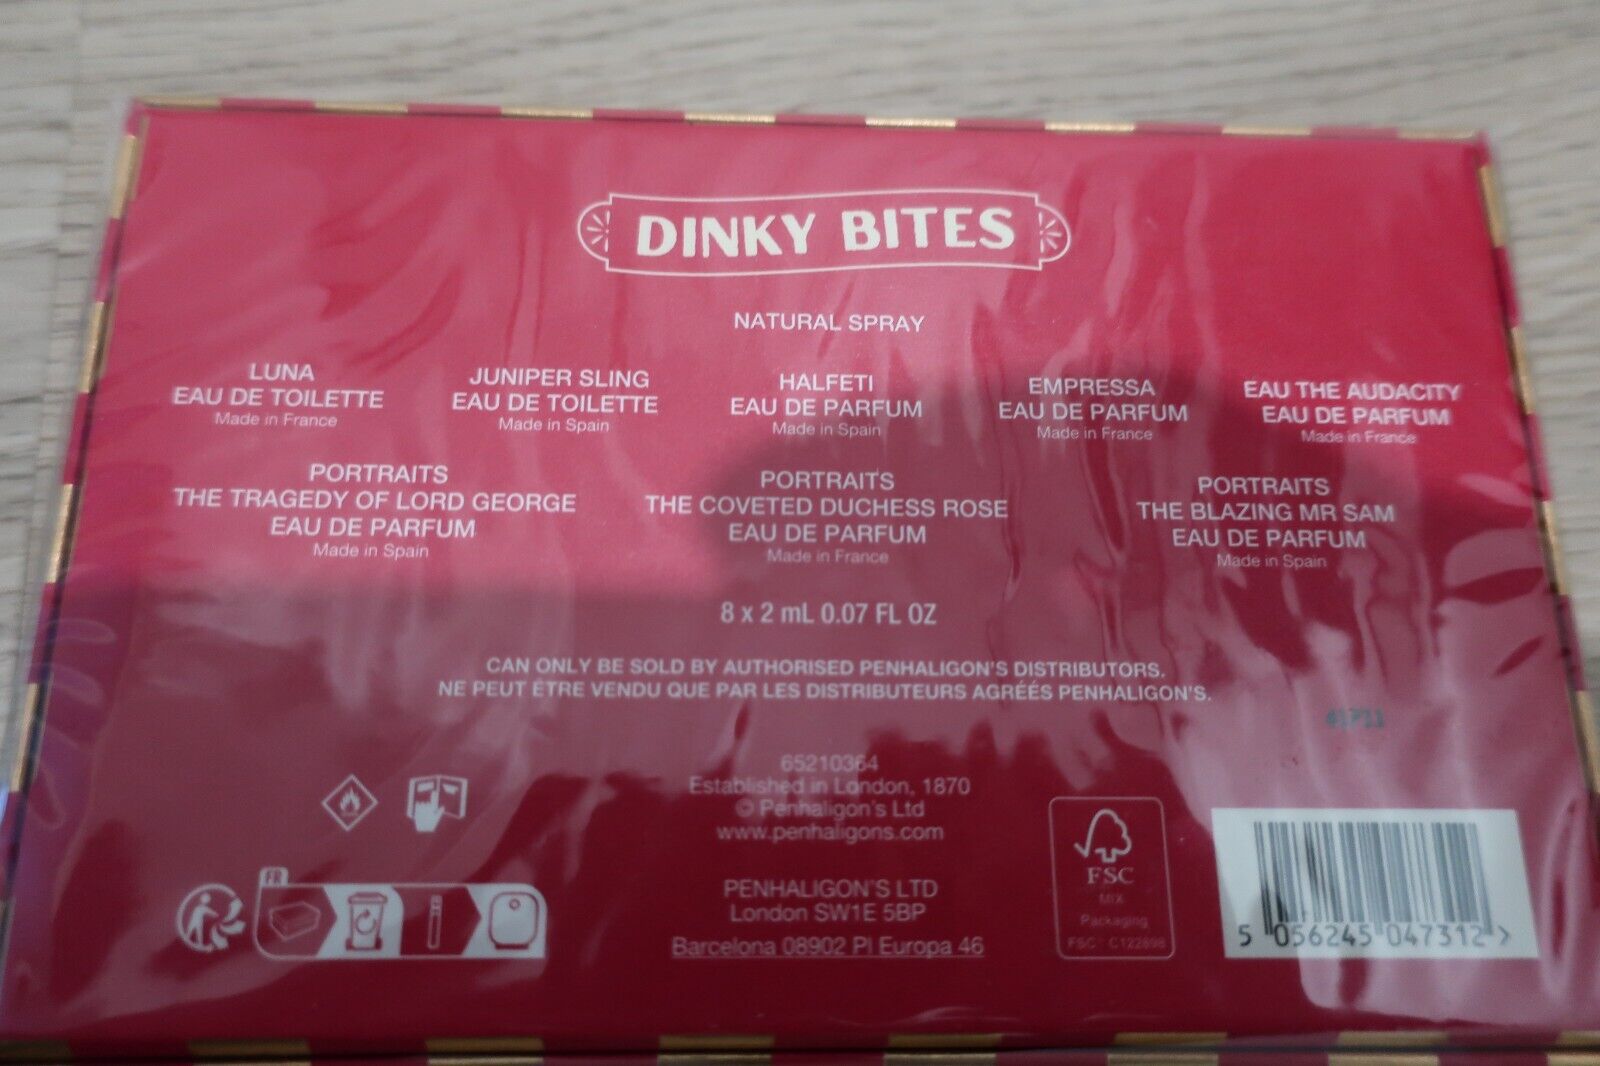 DINKY BITES
NATURAL SPRAY
LUNA
EAU DE TOILETTE
Made in France
JUNIPER SLING
EAU DE TOILETTE
Made in Spain
HALFETI
EAU DE PARFUM
Made in Spain
EMPRESSA
EAU DE PARFUM
Made in France
EAU THE AUDACITY
EAU DE PARFUM
Made in France
PORTRAITS
THE TRAGEDY OF LORD GEORGE
EAU DE PARFUM
Made in Spain
PORTRAITS
THE COVETED DUCHESS ROSE
EAU DE PARFUM
Made in France
PORTRAITS
THE BLAZING MR SAM
EAU DE PARFUM
Made in Spain
8 x 2 mL 0.07 FL OZ
CAN ONLY BE SOLD BY AUTHORISED PENHALIGON'S DISTRIBUTORS.
NE PEUT ÊTRE VENDU QUE PAR LES DISTRIBUTEURS AGRÉÉS PENHALIGON'S.
65210364
Established in London, 1870
© Penhaligon's Ltd
www.penhaligons.com
PENHALIGON'S LTD
London SW1E 5BP
Barcelona 08902 Pl Europa 46
FR
FSC
MIX
Packaging
5 056245 047312 >